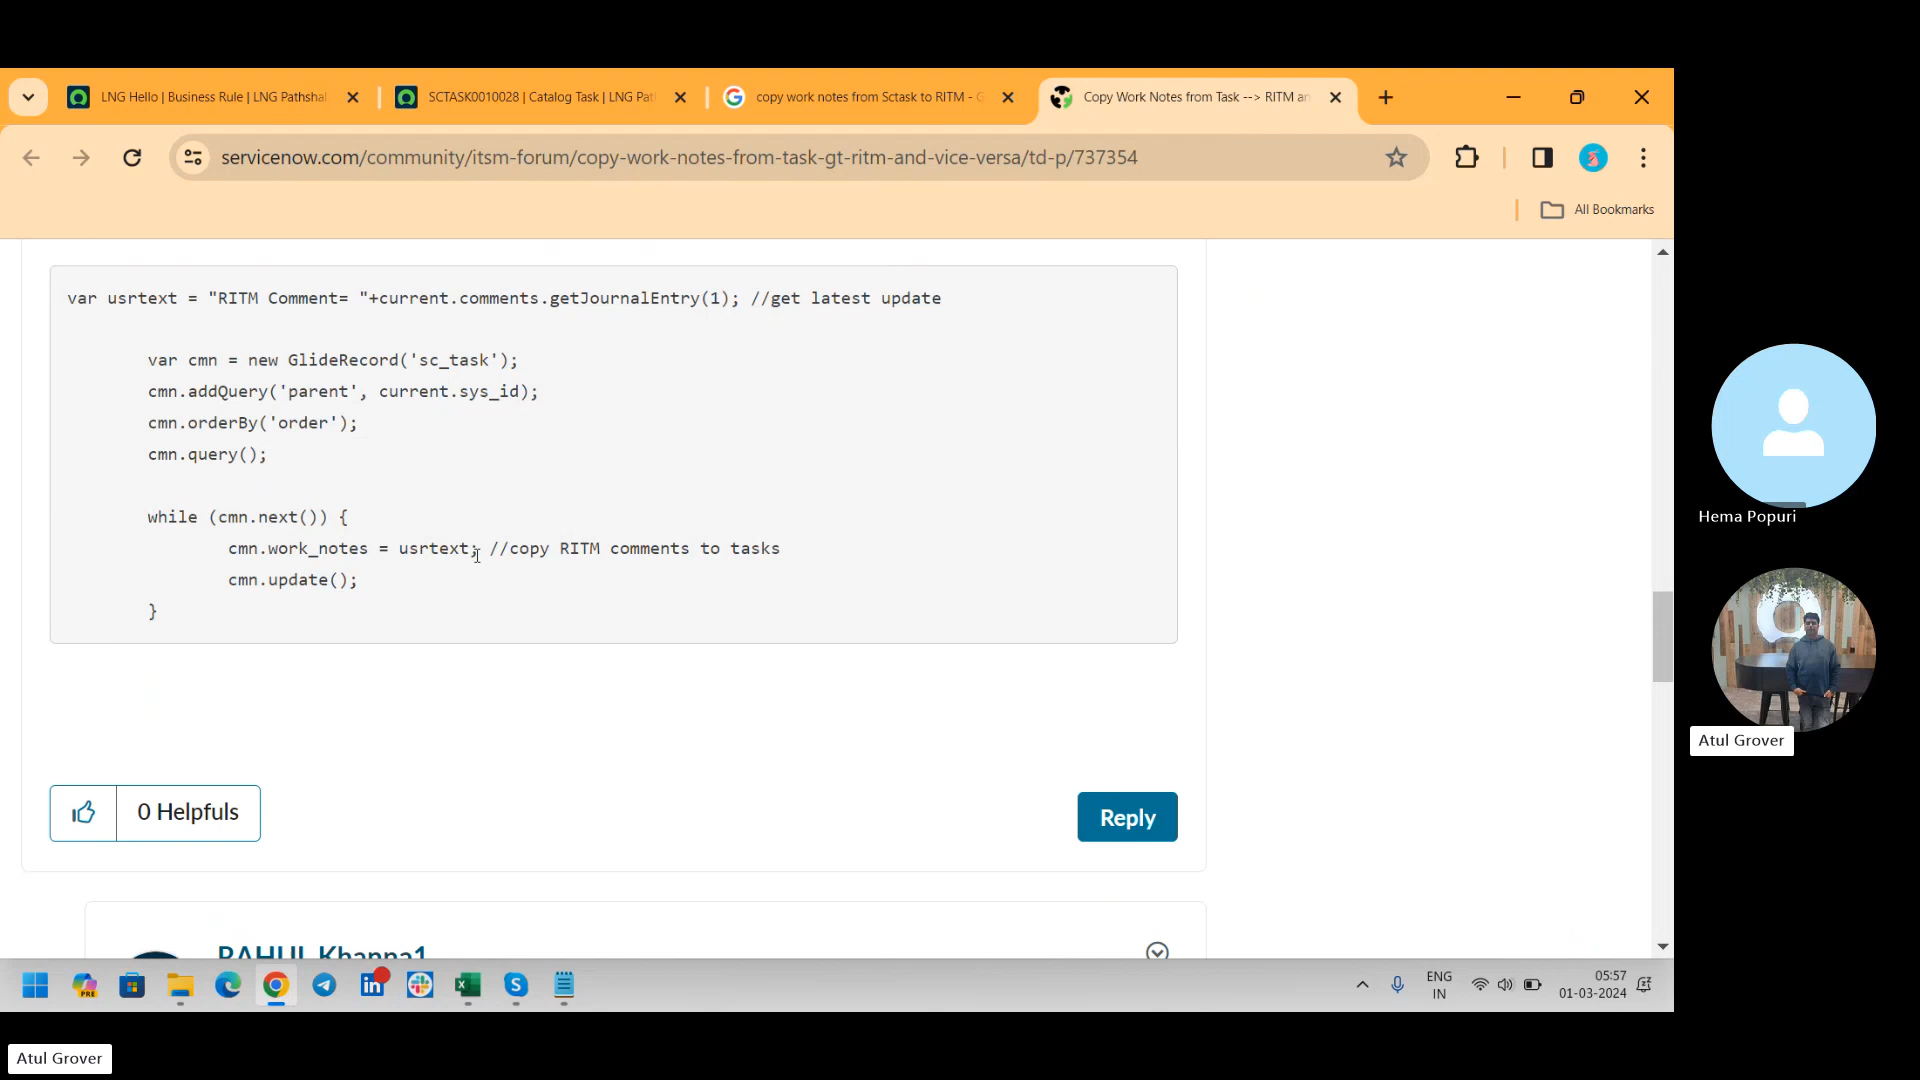 LNG Hello | Business Rule | LNG Pathshal
SCTASK0010028 | Catalog Task | LNG Pat
copy work notes from Sctask to RITM - G
Copy Work Notes from Task --> RITM an
servicenow.com/community/itsm-forum/copy-work-notes-from-task-gt-ritm-and-vice-versa/td-p/737354
All Bookmarks
var usrtext = "RITM Comment= "+current.comments.getJournalEntry(1); //get latest update
var cmn = new GlideRecord('sc_task');
cmn.addQuery('parent', current.sys_id);
cmn.orderBy('order');
cmn.query();
while (cmn.next()) {
cmn.work_notes = usrtext; //copy RITM comments to tasks
cmn.update();
}
0 Helpfuls
Reply
RAHUL Khanna1
Hema Popuri
Atul Grover
PRE
ENG
IN
05:57
01-03-2024
Atul Grover